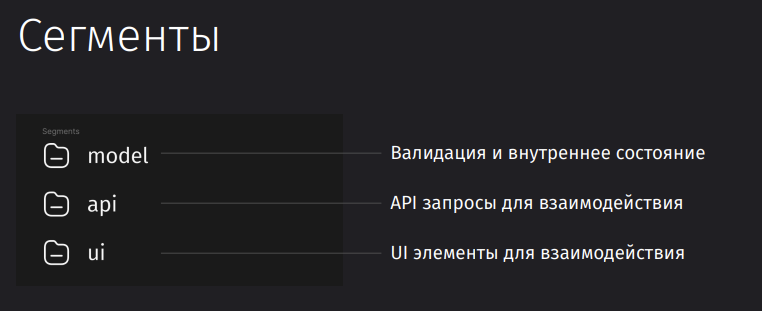 Сегменты
Segments
model
Валидация и внутреннее состояние
api
API запросы для взаимодействия
ui
UI элементы для взаимодействия